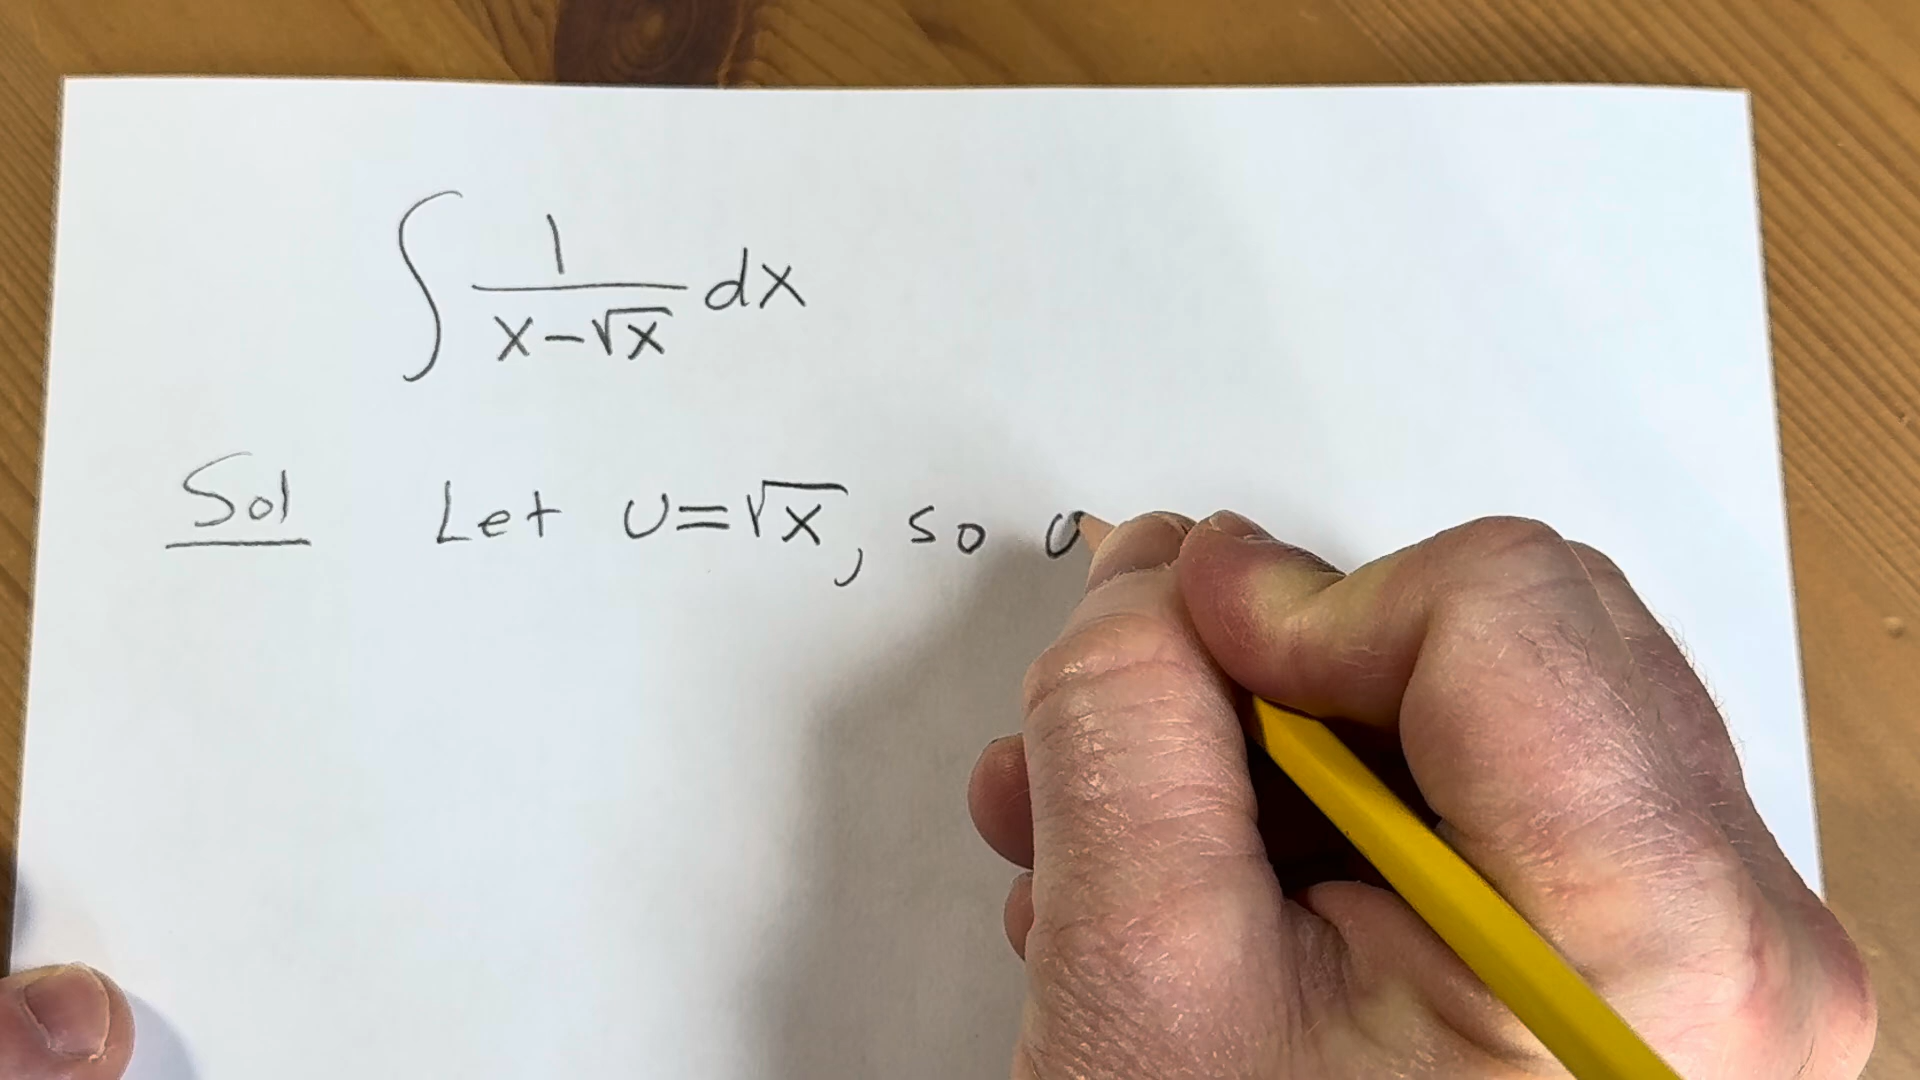 ∫ 1/(x-√x) dx
Sol Let u=√x, so u